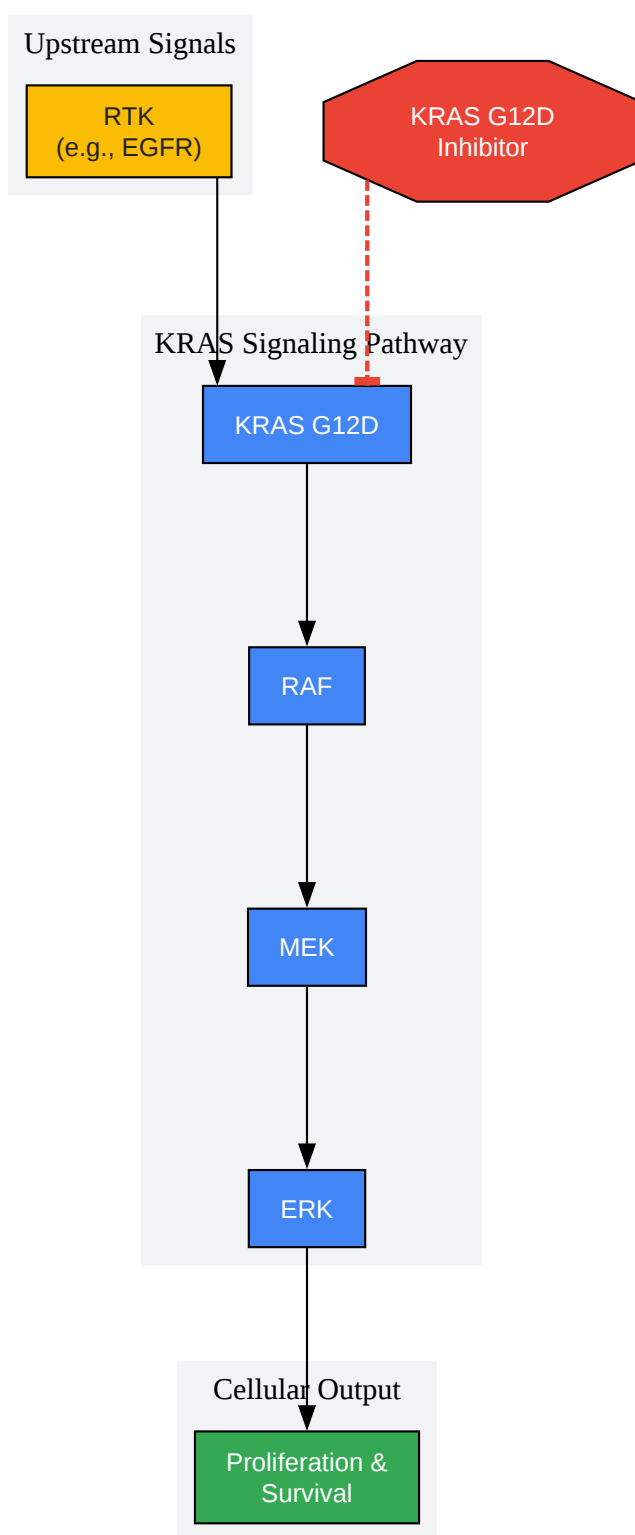 Upstream Signals
RTK
(e.g., EGFR)
KRAS G12D
Inhibitor
KRAS Signaling Pathway
KRAS G12D
RAF
MEK
ERK
Cellular Output
Proliferation &
Survival